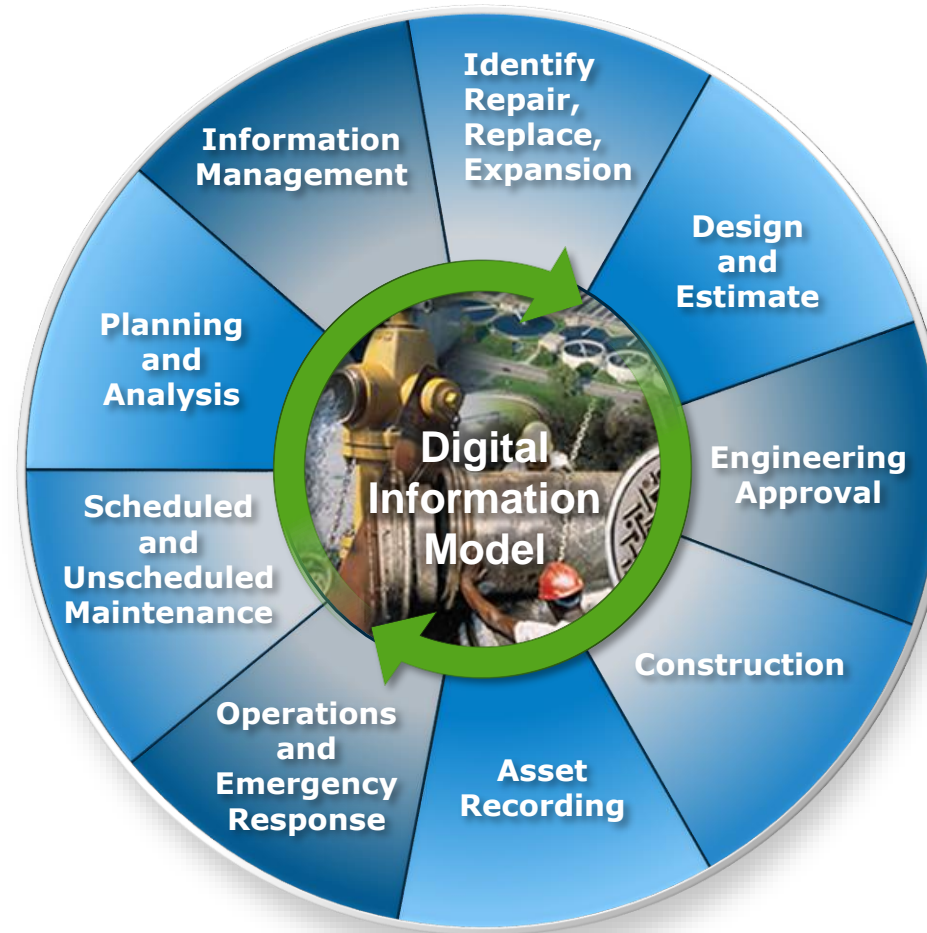 Identify
Repair,
Replace,
Expansion
Design
and
Estimate
Engineering
Approval
Construction
Asset
Recording
Operations
and
Emergency
Response
Scheduled
and
Unscheduled
Maintenance
Planning
and
Analysis
Information
Management
Digital
Information
Model